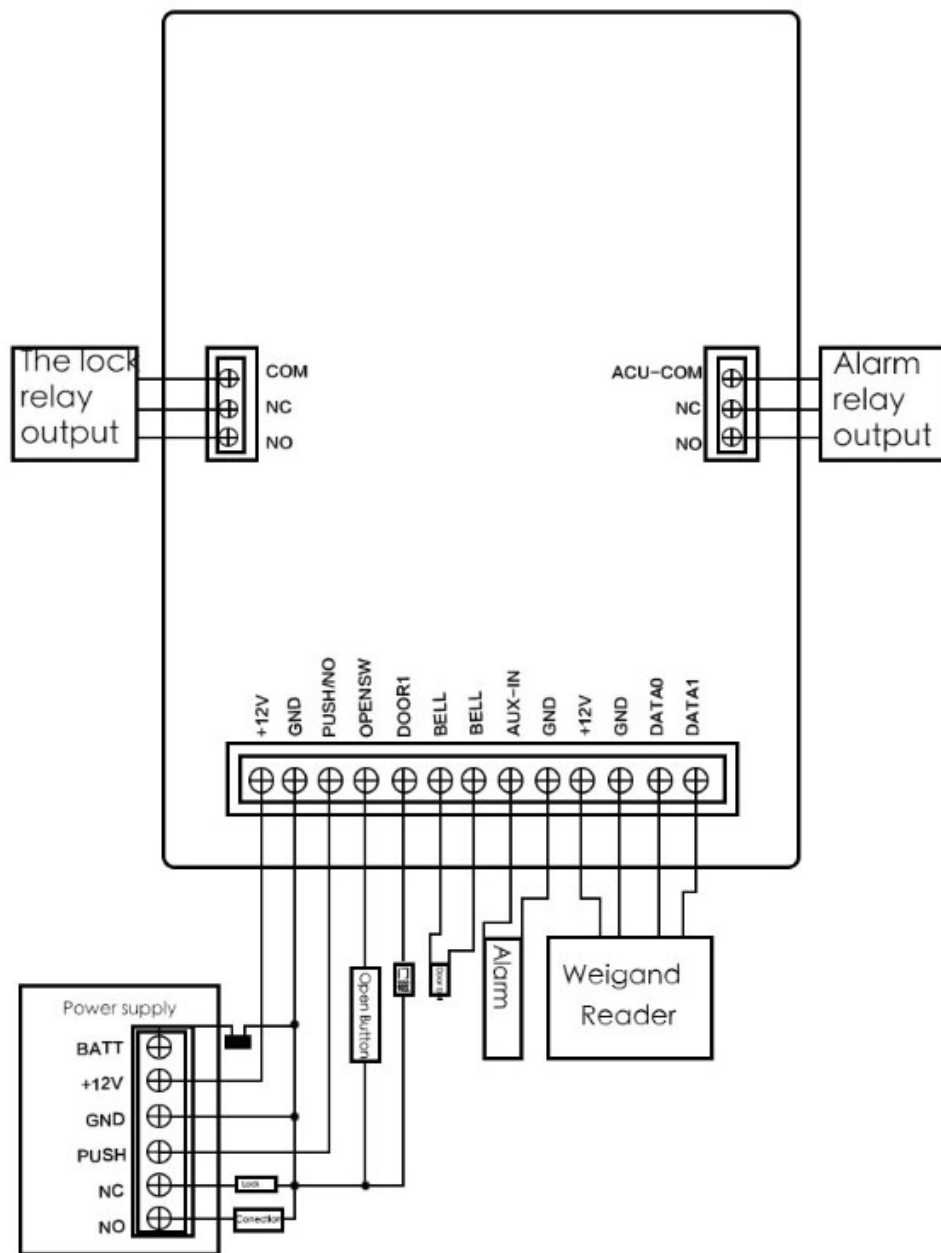 The lock
relay
output
COM
NC
NO
ACU-COM
NC
NO
Alarm
relay
output
+12V
GND
PUSH/NO
OPENSW
DOOR1
BELL
BELL
AUX-IN
GND
+12V
GND
DATA0
DATA1
Open Button
Alarm
Weigand
Reader
Power supply
BATT
+12V
GND
PUSH
NC
NO
Lock
Conection